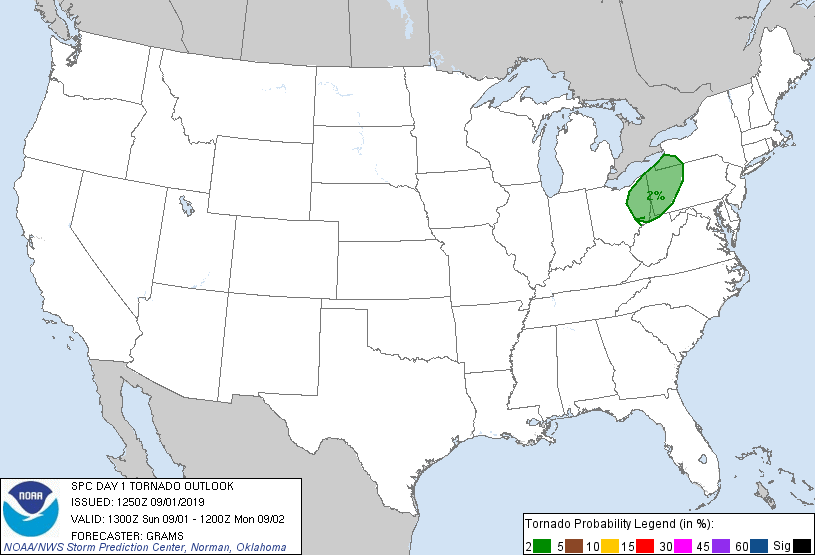 2%
NOAA
SPC DAY 1 TORNADO OUTLOOK
ISSUED: 1250Z 09/01/2019
VALID: 1300Z Sun 09/01 - 1200Z Mon 09/02
FORECASTER: GRAMS
NOAA/NWS Storm Prediction Center, Norman, Oklahoma
Tornado Probability Legend (in %):
2 5 10 15 30 45 60 Sig